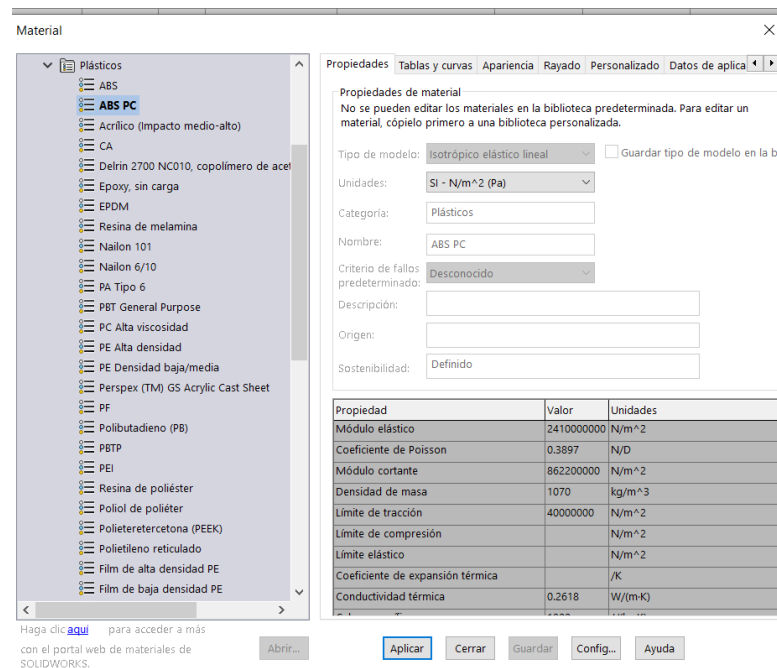 Material
Plásticos
ABS
ABS PC
Acrílico (Impacto medio-alto)
CA
Delrin 2700 NC010, copolímero de acet
Epoxy, sin carga
EPDM
Resina de melamina
Nailon 101
Nailon 6/10
PA Tipo 6
PBT General Purpose
PC Alta viscosidad
PE Alta densidad
PE Densidad baja/media
Perspex (TM) GS Acrylic Cast Sheet
PF
Polibutadieno (PB)
PBTP
PEI
Resina de poliéster
Poliol de poliéter
Polieteretercetona (PEEK)
Polietileno reticulado
Film de alta densidad PE
Film de baja densidad PE
Haga clic aquí para acceder a más
con el portal web de materiales de
SOLIDWORKS.
Abrir...
Propiedades Tablas y curvas Apariencia Rayado Personalizado Datos de aplica
Propiedades de material
No se pueden editar los materiales en la biblioteca predeterminada. Para editar un
material, cópielo primero a una biblioteca personalizada.
Tipo de modelo: Isotrópico elástico lineal Guardar tipo de modelo en la b
Unidades: SI - N/m^2 (Pa)
Categoría: Plásticos
Nombre: ABS PC
Criterio de fallos
predeterminado: Desconocido
Descripción:
Origen:
Sostenibilidad: Definido
Propiedad Valor Unidades
Módulo elástico 2410000000 N/m^2
Coeficiente de Poisson 0.3897 N/D
Módulo cortante 862200000 N/m^2
Densidad de masa 1070 kg/m^3
Límite de tracción 40000000 N/m^2
Límite de compresión N/m^2
Límite elástico N/m^2
Coeficiente de expansión térmica /K
Conductividad térmica 0.2618 W/(m·K)
Aplicar Cerrar Guardar Config... Ayuda